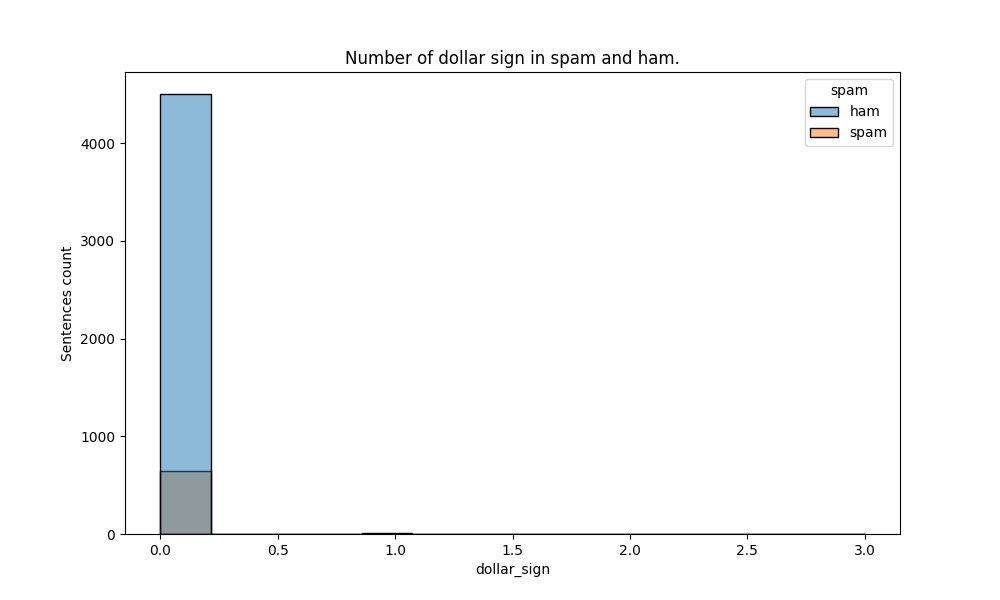 Number of dollar sign in spam and ham.
spam
ham
spam
4000
3000
2000
1000
0
Sentences count
0.0 0.5 1.0 1.5 2.0 2.5 3.0
dollar_sign